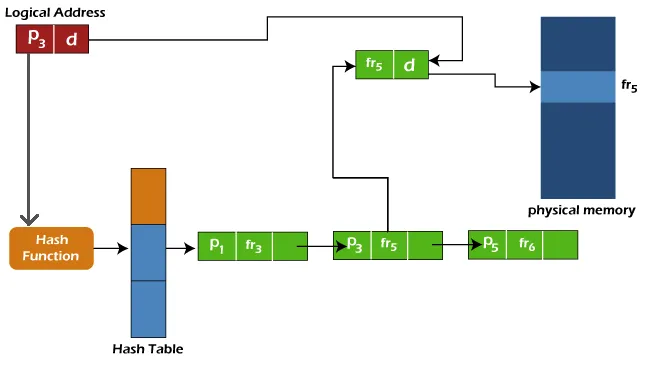 Logical Address
p3 d
fr5 d
fr5
physical memory
Hash
Function
p1 fr3
p3 fr5
p5 fr6
Hash Table